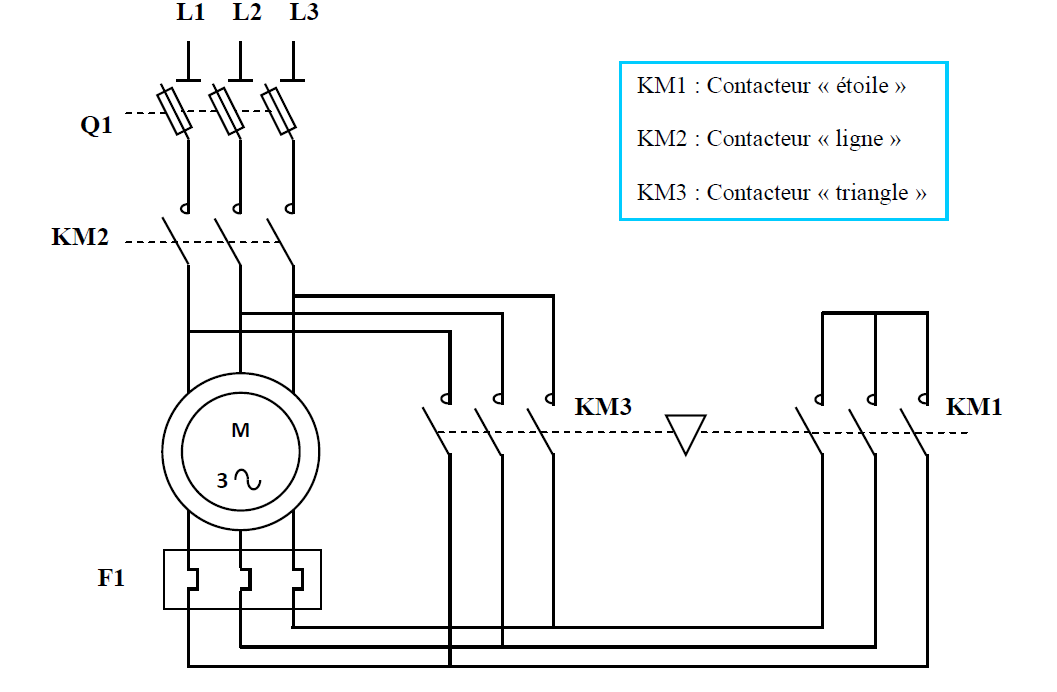 L1 L2 L3
KM1 : Contacteur « étoile »
Q1
KM2 : Contacteur « ligne »
KM3 : Contacteur « triangle »
KM2
KM3
KM1
M
3
F1